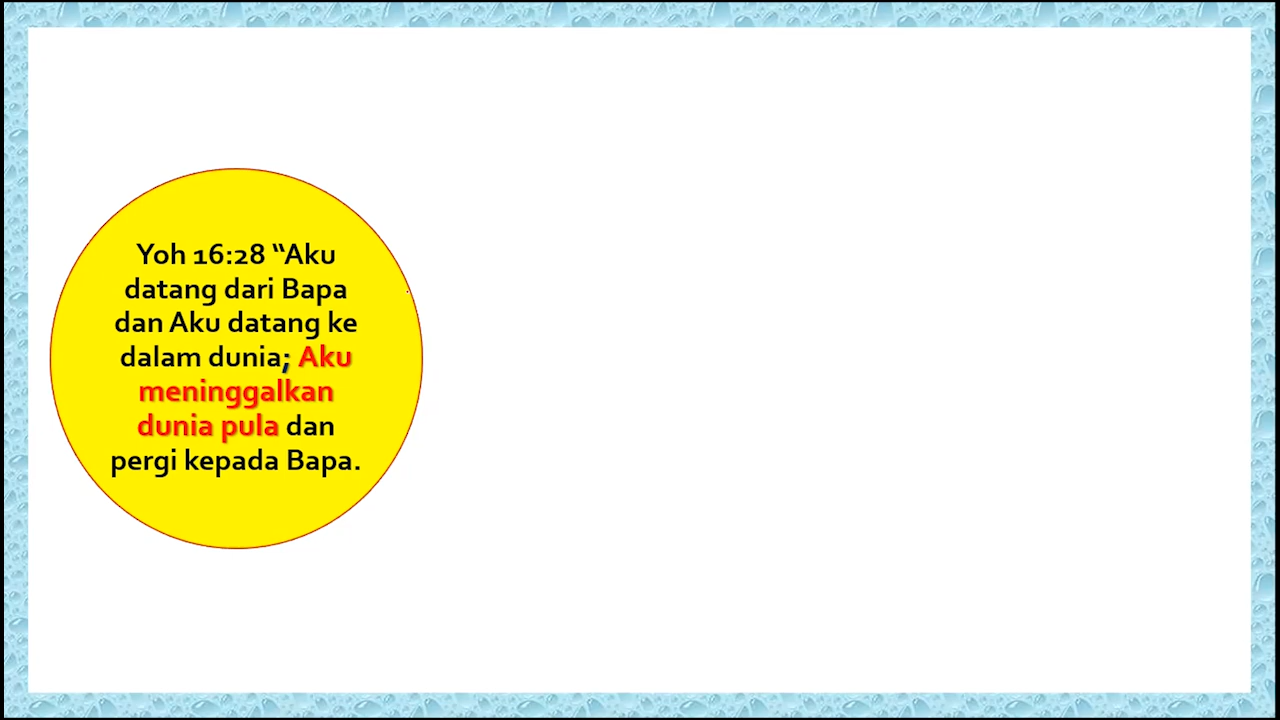 Yoh 16:28 “Aku
datang dari Bapa
dan Aku datang ke
dalam dunia; Aku
meninggalkan
dunia pula dan
pergi kepada Bapa.